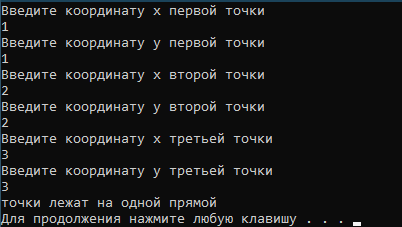 Введите координату x первой точки
1
Введите координату y первой точки
1
Введите координату x второй точки
2
Введите координату y второй точки
2
Введите координату x третьей точки
3
Введите координату y третьей точки
3
точки лежат на одной прямой
Для продолжения нажмите любую клавишу . . .